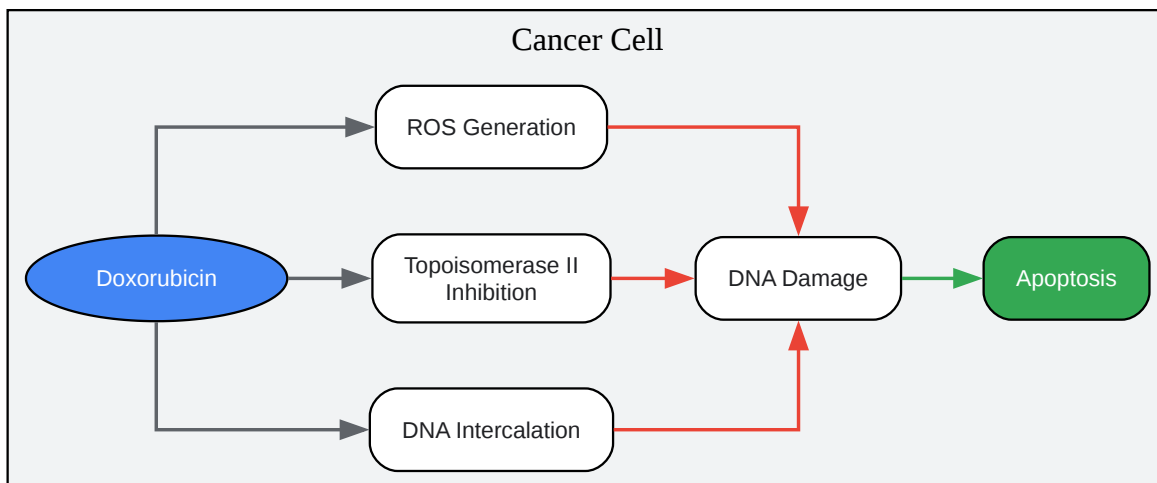 Cancer Cell
ROS Generation
Doxorubicin
Topoisomerase II
Inhibition
DNA Damage
Apoptosis
DNA Intercalation